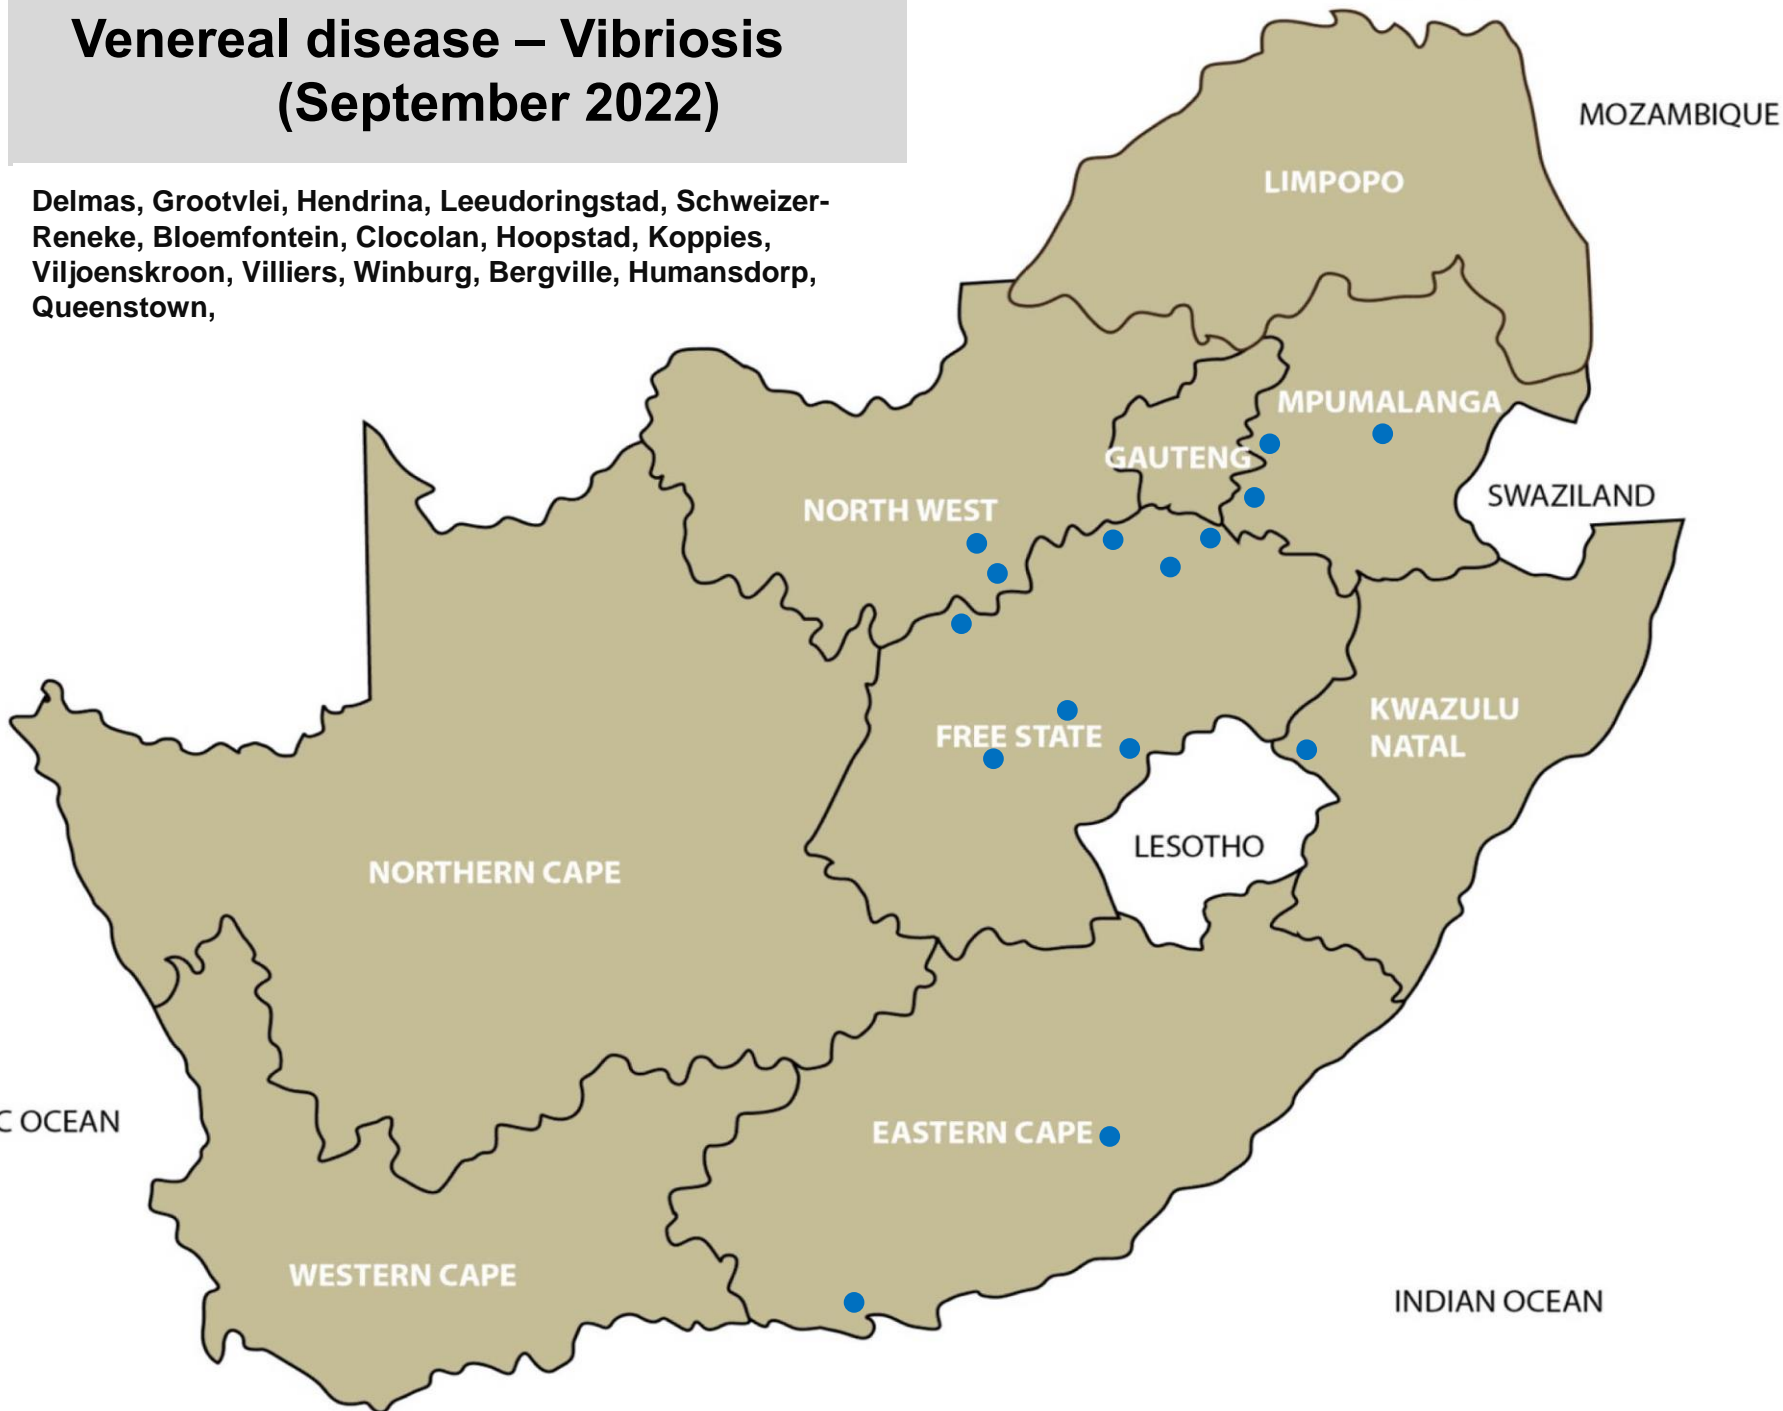 Venereal disease – Vibriosis
(September 2022)
Delmas, Grootvlei, Hendrina, Leeudoringstad, Schweizer-
Reneke, Bloemfontein, Clocolan, Hoopstad, Koppies,
Viljoenskroon, Villiers, Winburg, Bergville, Humansdorp,
Queenstown,
MOZAMBIQUE
LIMPOPO
MPUMALANGA
GAUTENG
SWAZILAND
NORTH WEST
KWAZULU
NATAL
FREE STATE
LESOTHO
NORTHERN CAPE
C OCEAN
EASTERN CAPE
WESTERN CAPE
INDIAN OCEAN